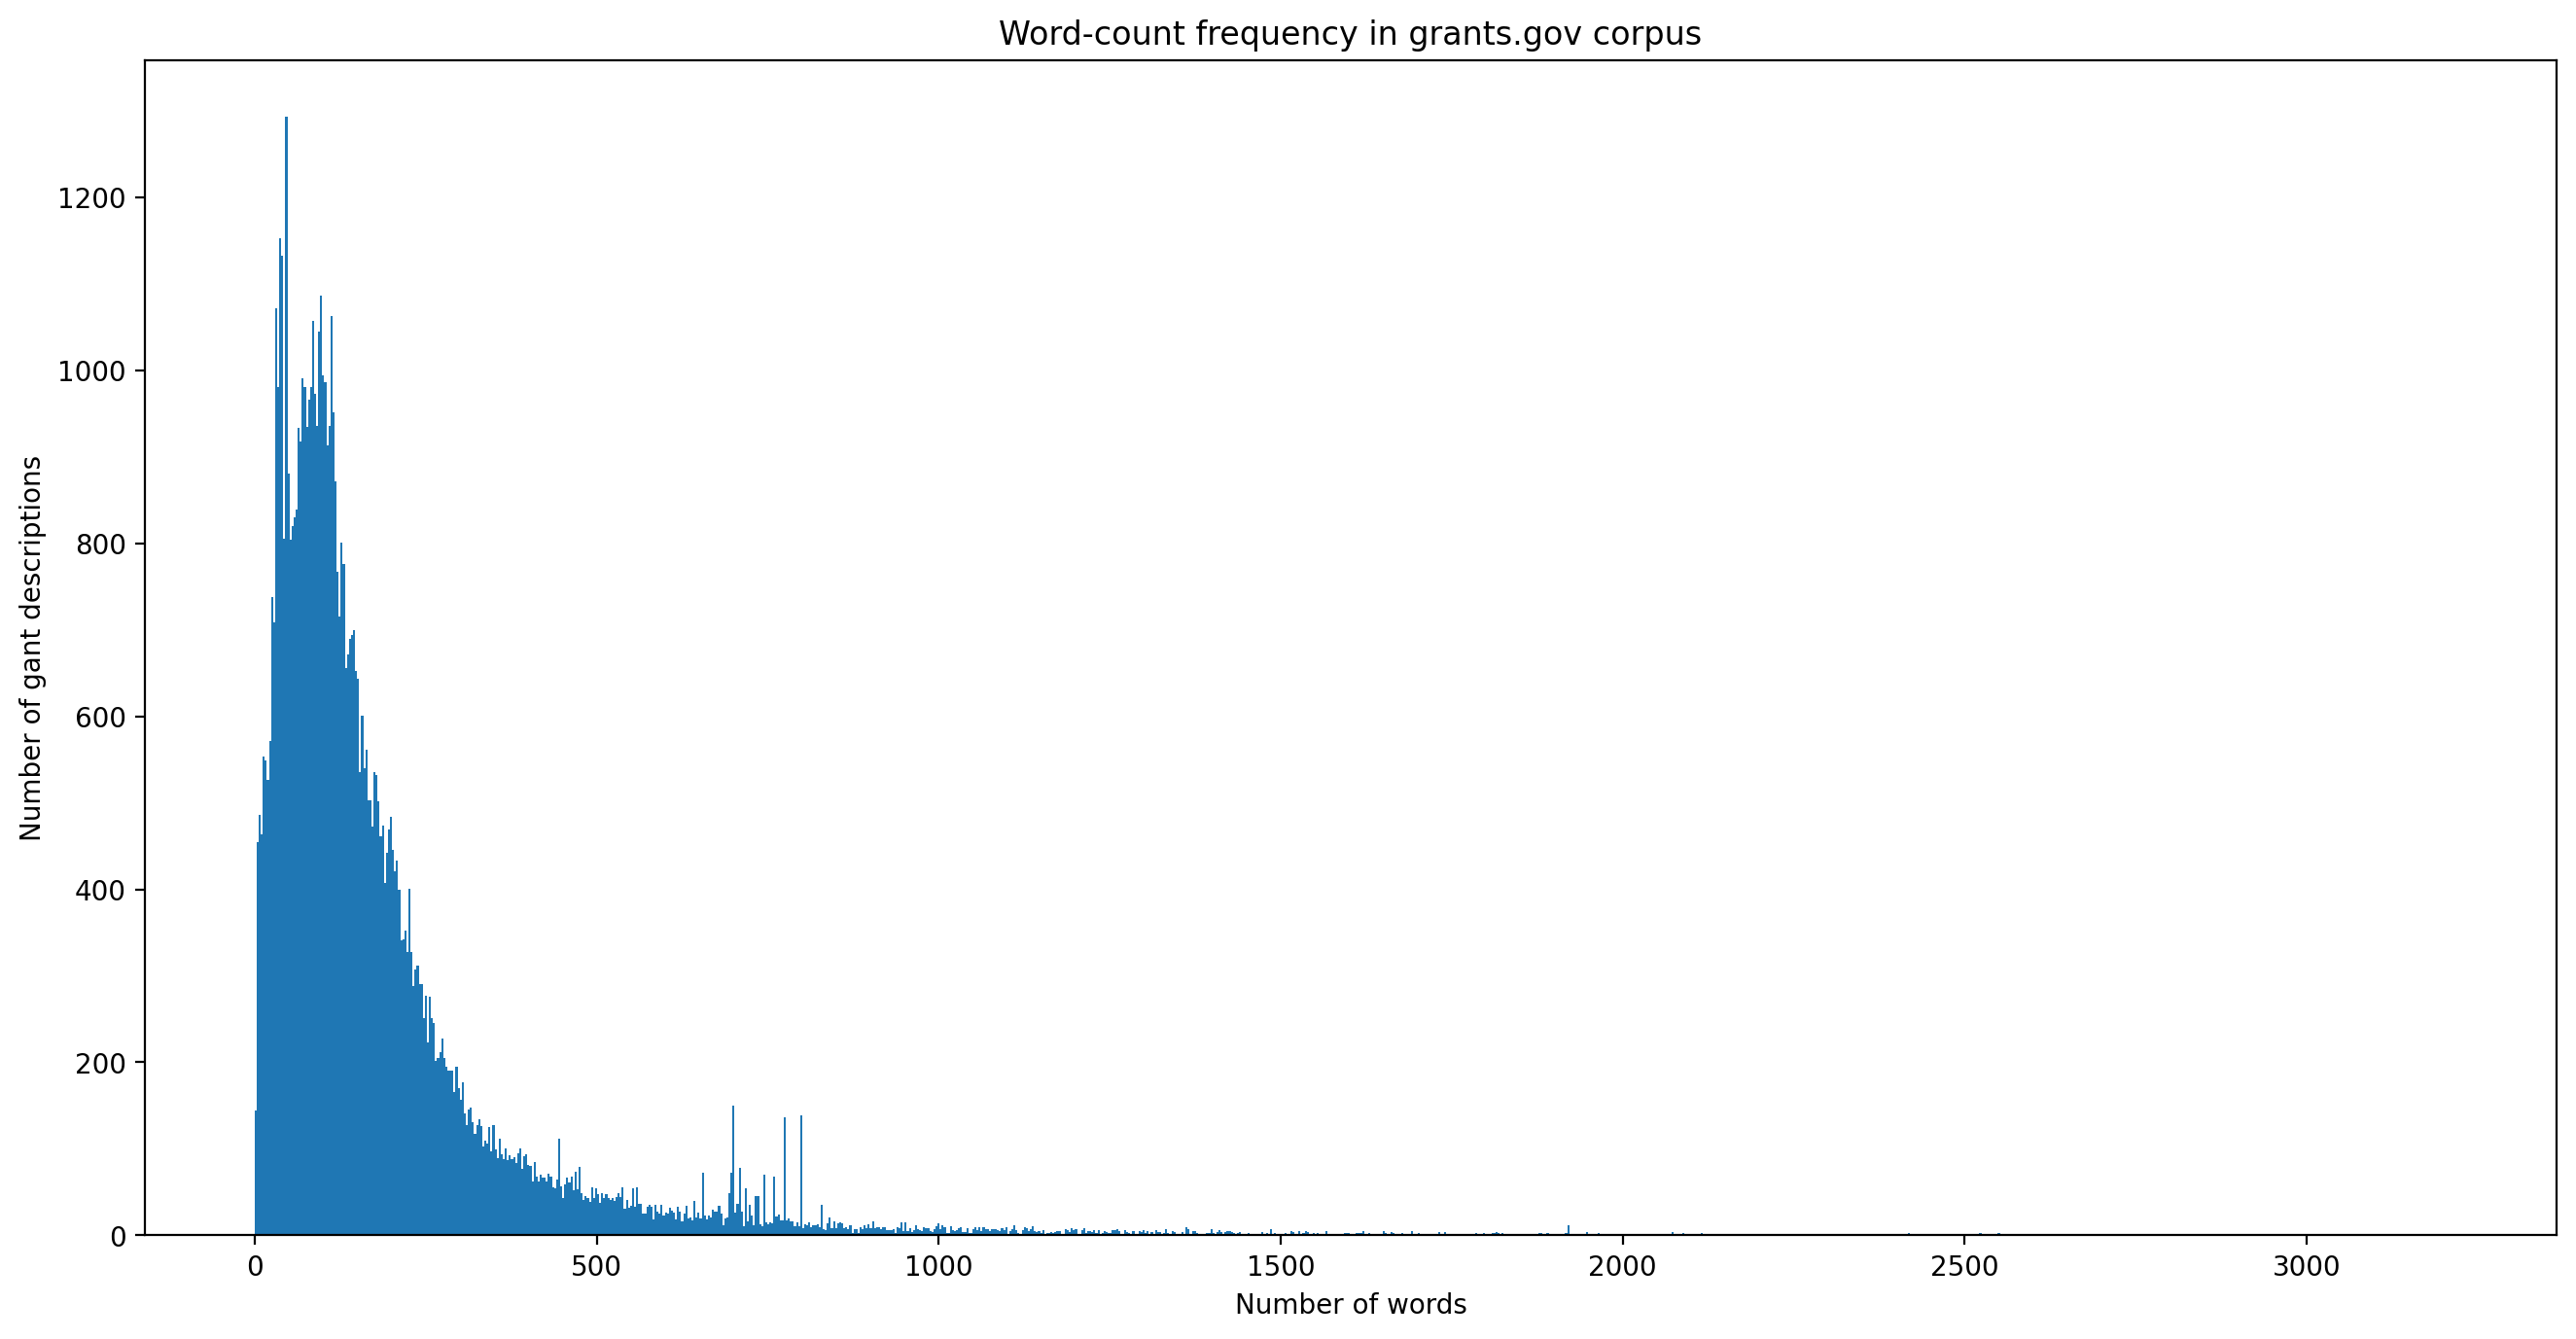 Word-count frequency in grants.gov corpus
Number of gant descriptions
1200
1000
800
600
400
200
0
0 500 1000 1500 2000 2500 3000
Number of words